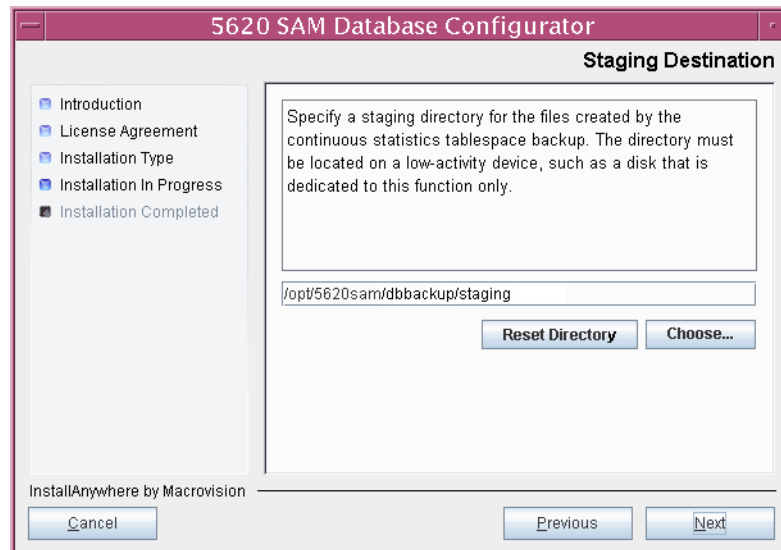 5620 SAM Database Configurator
Staging Destination
Introduction
License Agreement
Installation Type
Installation In Progress
Installation Completed
Specify a staging directory for the files created by the
continuous statistics tablespace backup. The directory must
be located on a low-activity device, such as a disk that is
dedicated to this function only.
/opt/5620sam/dbbackup/staging
Reset Directory
Choose...
InstallAnywhere by Macrovision
Cancel
Previous
Next